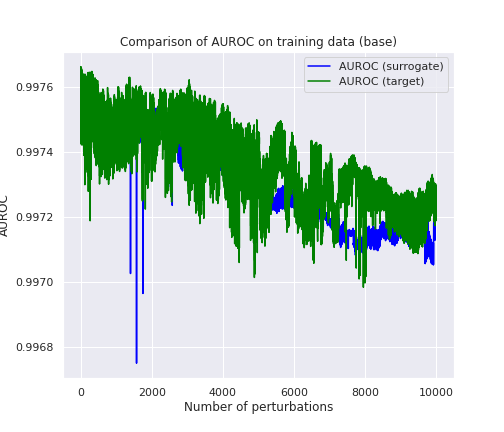 Comparison of AUROC on training data (base)
AUROC (surrogate)
AUROC (target)
0.9976
0.9974
0.9972
0.9970
0.9968
AUROC
0 2000 4000 6000 8000 10000
Number of perturbations